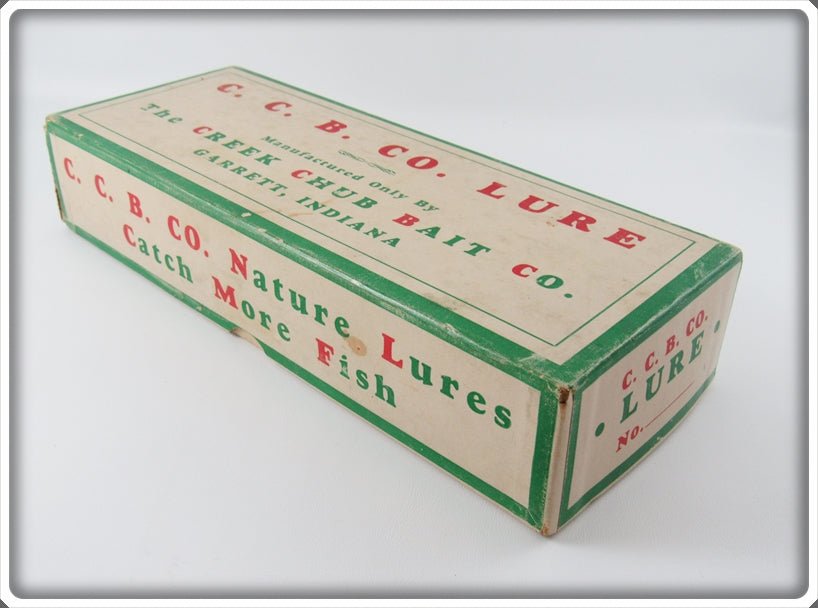 C. C. B. CO. LURE
Manufactured Only By
The CREEK CHUB BAIT CO.
GARRETT, INDIANA
C. C. B. CO. Nature Lures
Catch More Fish
C. C. B. CO.
• LURE •
No.